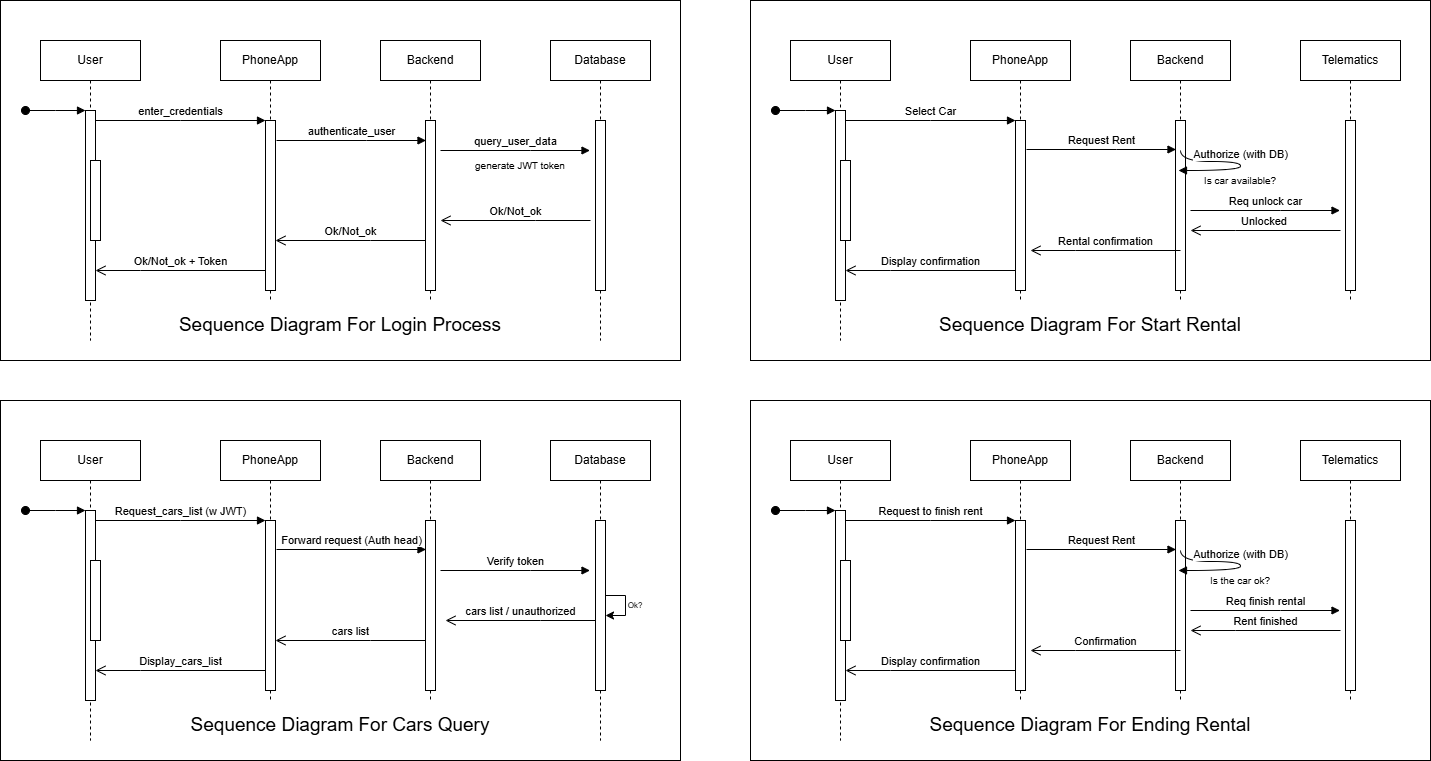 User
PhoneApp
Backend
Database
enter_credentials
authenticate_user
query_user_data
generate JWT token
Ok/Not_ok
Ok/Not_ok
Ok/Not_ok + Token
Sequence Diagram For Login Process
User
PhoneApp
Backend
Telematics
Select Car
Request Rent
Authorize (with DB)
Is car available?
Req unlock car
Unlocked
Rental confirmation
Display confirmation
Sequence Diagram For Start Rental
User
PhoneApp
Backend
Database
Request_cars_list (w JWT)
Forward request (Auth head)
Verify token
Ok?
cars list / unauthorized
cars list
Display_cars_list
Sequence Diagram For Cars Query
User
PhoneApp
Backend
Telematics
Request to finish rent
Request Rent
Authorize (with DB)
Is the car ok?
Req finish rental
Rent finished
Confirmation
Display confirmation
Sequence Diagram For Ending Rental